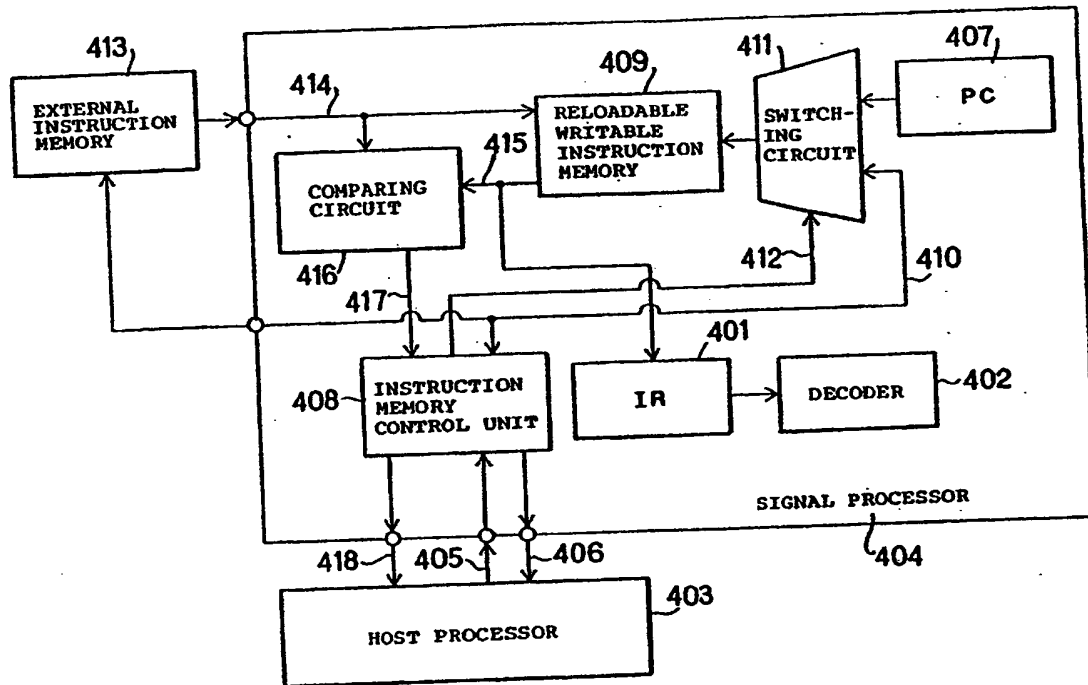 413
EXTERNAL
INSTRUCTION
MEMORY
414
409
RELOADABLE
WRITABLE
INSTRUCTION
MEMORY
411
SWITCH-
ING
CIRCUIT
407
PC
415
COMPARING
CIRCUIT
416
417
412
410
408
INSTRUCTION
MEMORY
CONTROL UNIT
401
IR
DECODER
402
SIGNAL PROCESSOR
404
418
405
406
403
HOST PROCESSOR